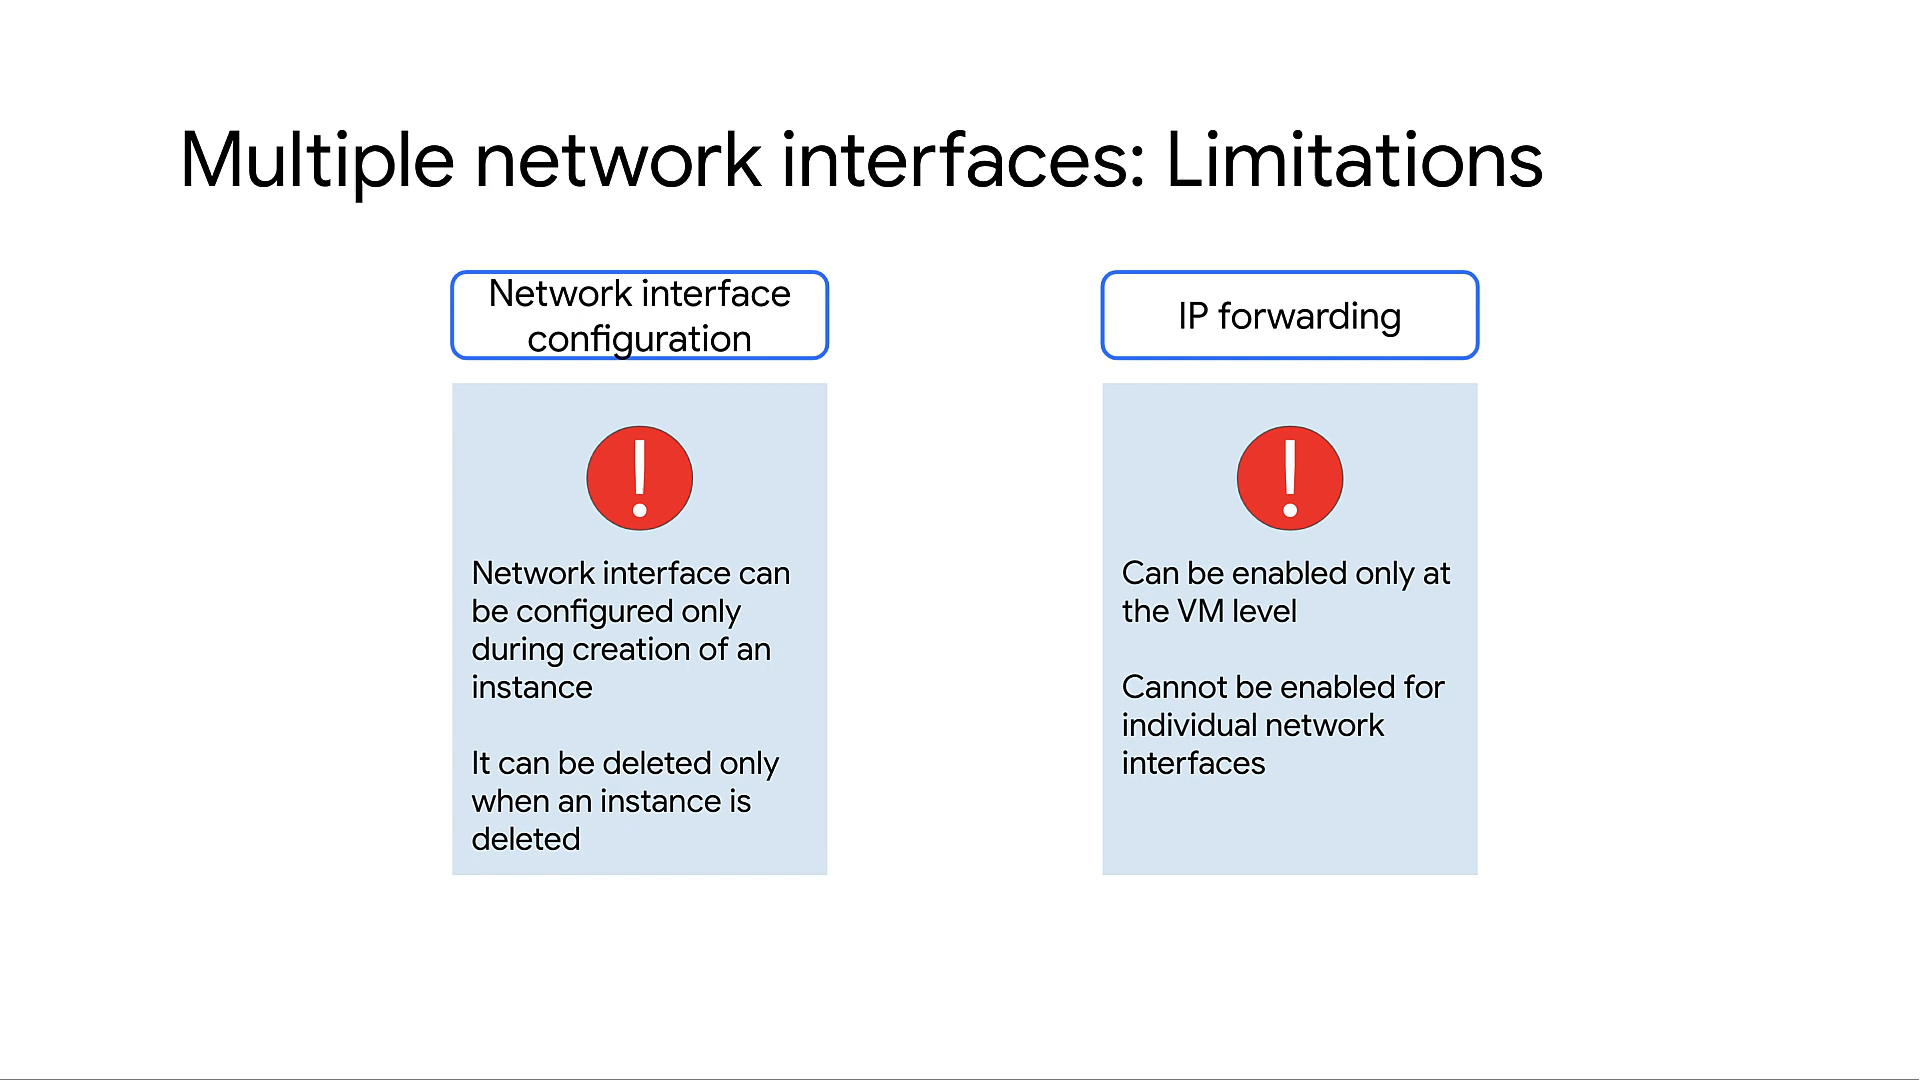 Multiple network interfaces: Limitations
Network interface
configuration
Network interface can
be configured only
during creation of an
instance
It can be deleted only
when an instance is
deleted
IP forwarding
Can be enabled only at
the VM level
Cannot be enabled for
individual network
interfaces